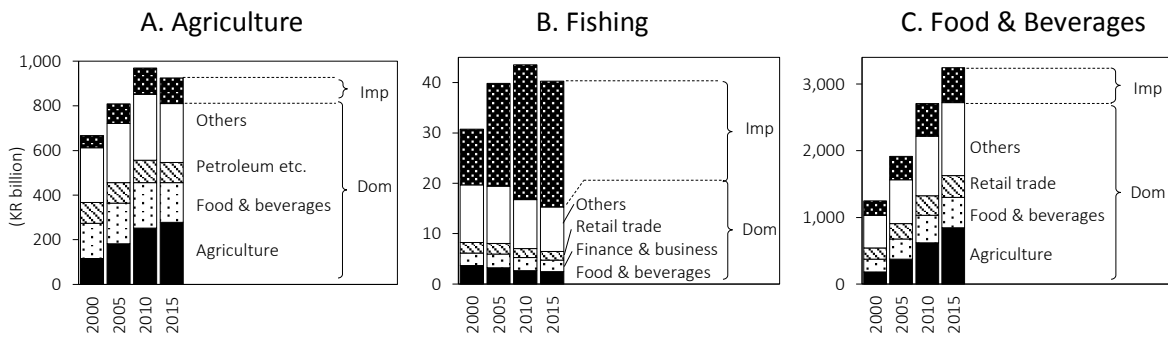 A. Agriculture
(KR billion)
1,000
800
600
400
200
0
2000
2005
2010
2015
Imp
Others
Petroleum etc.
Food & beverages
Agriculture
Dom
B. Fishing
40
30
20
10
0
2000
2005
2010
2015
Imp
Others
Retail trade
Finance & business
Food & beverages
Dom
C. Food & Beverages
3,000
2,000
1,000
0
2000
2005
2010
2015
Imp
Others
Retail trade
Food & beverages
Agriculture
Dom